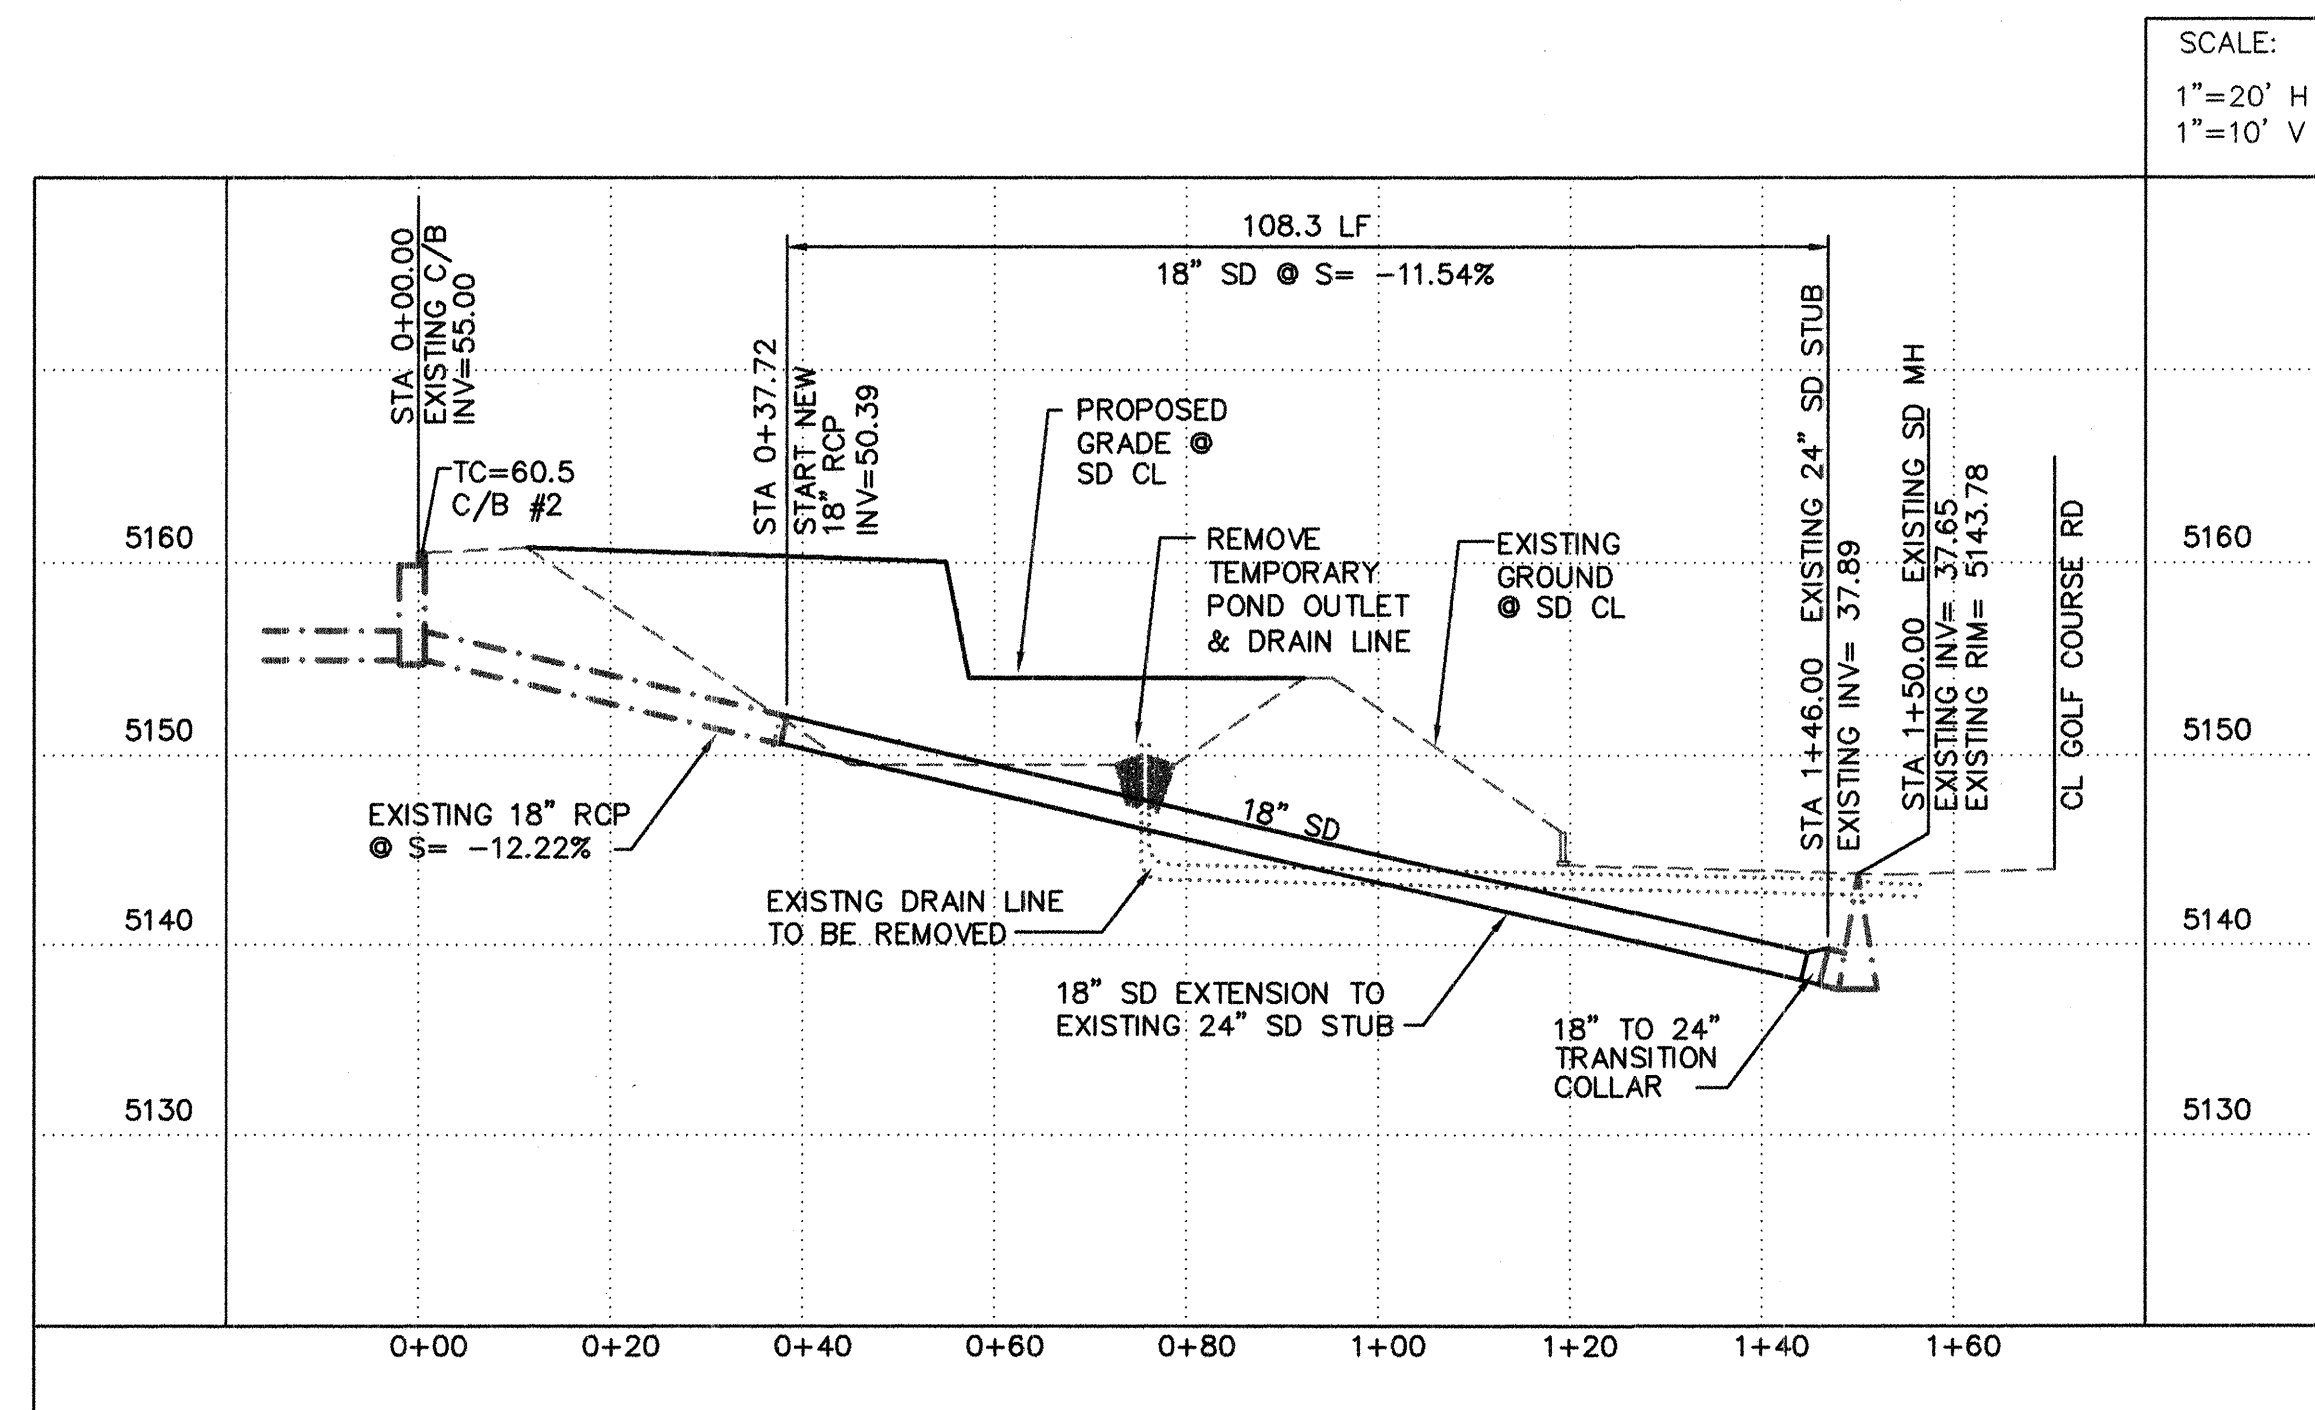 SCALE:
1"=20' H
1"=10' V
108.3 LF
18" SD @ S= -11.54%
STA 0+00.00
EXISTING C/B
INV=55.00
TC=60.5
C/B #2
STA 0+37.72
START NEW
18" RCP
INV=50.39
PROPOSED
GRADE @
SD CL
REMOVE
TEMPORARY
POND OUTLET
& DRAIN LINE
EXISTING
GROUND
@ SD CL
STA 1+46.00 EXISTING 24" SD STUB
EXISTING INV= 37.89
STA 1+50.00 EXISTING SD MH
EXISTING INV= 37.65
EXISTING RIM= 5143.78
CL GOLF COURSE RD
5160
5160
5150
5150
EXISTING 18" RCP
@ S= -12.22%
18" SD
EXISTNG DRAIN LINE
TO BE REMOVED
5140
5140
18" SD EXTENSION TO
EXISTING 24" SD STUB
18" TO 24"
TRANSITION
COLLAR
5130
5130
0+00 0+20 0+40 0+60 0+80 1+00 1+20 1+40 1+60